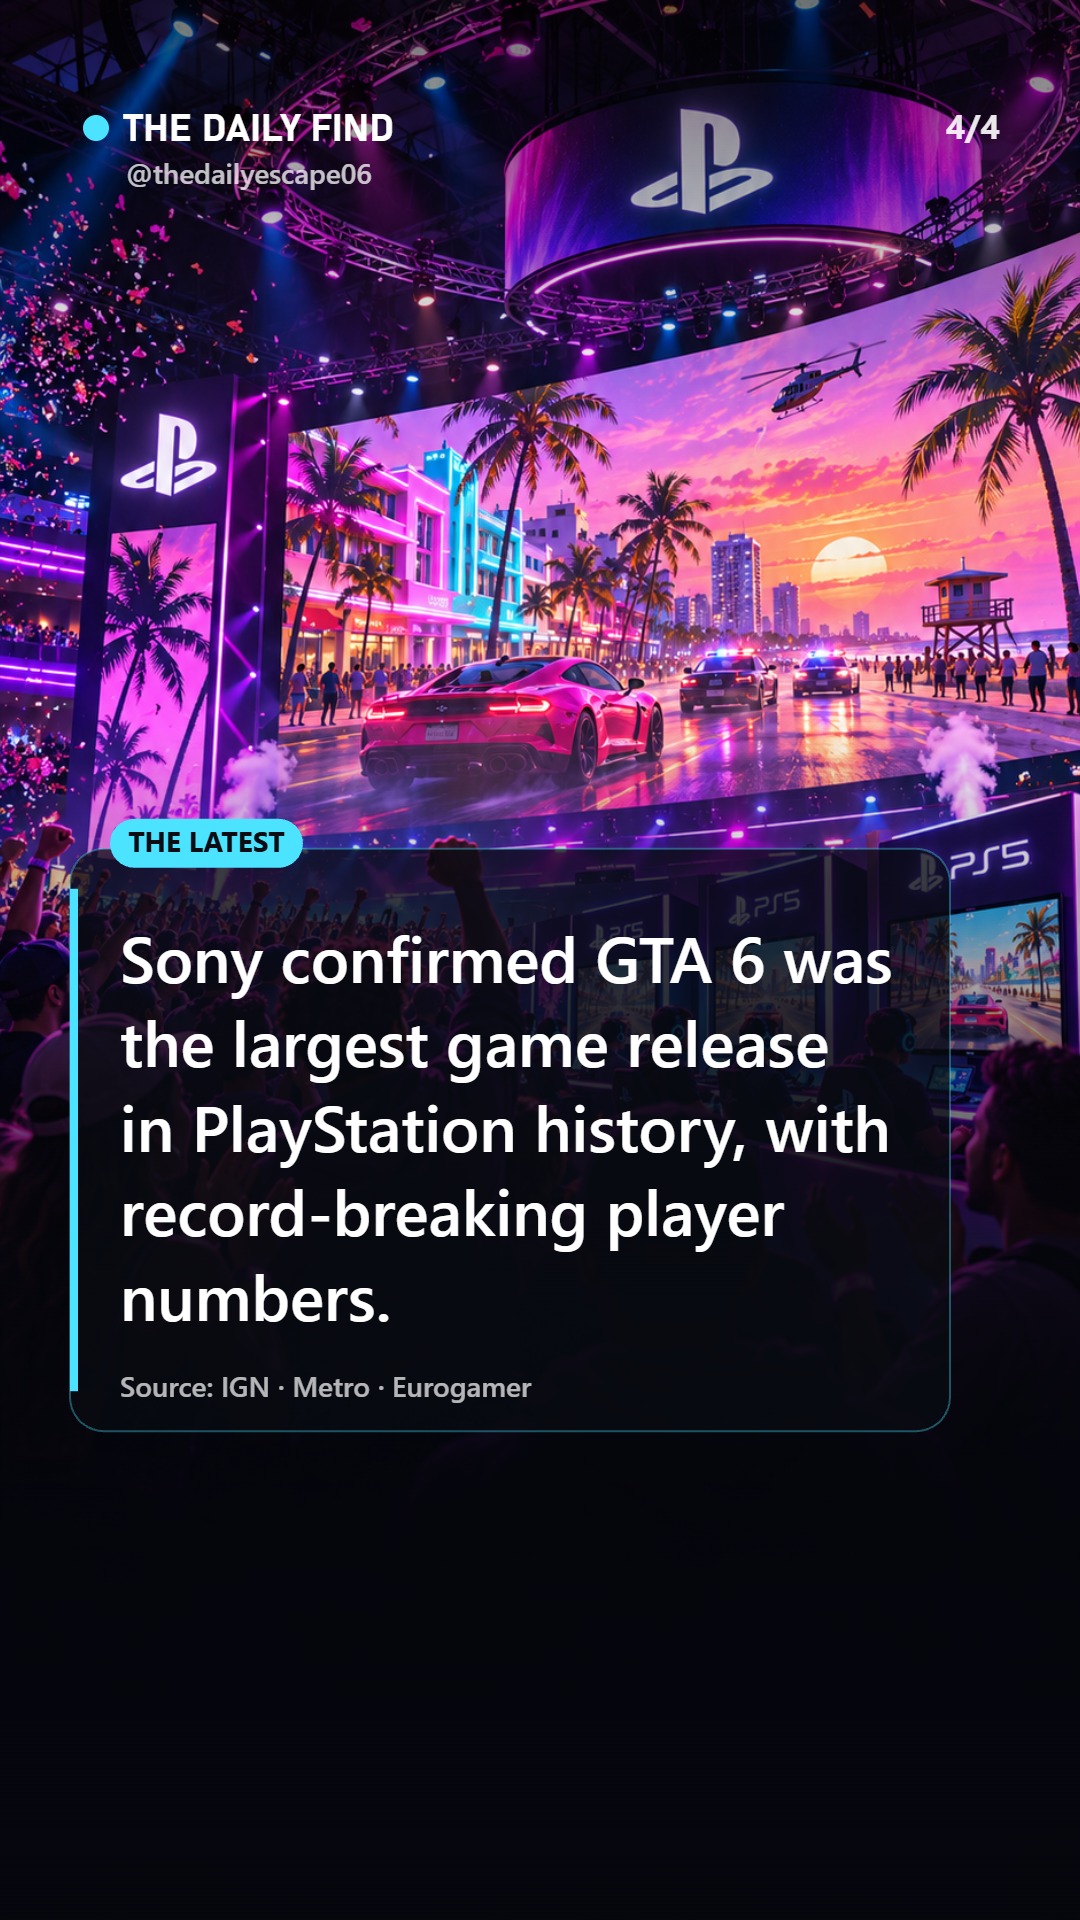 THE DAILY FIND
4/4
@thedailyescape06
THE LATEST
PS5
PS5
PS5
Sony confirmed GTA 6 was
the largest game release
in PlayStation history, with
record-breaking player
numbers.
Source: IGN · Metro · Eurogamer